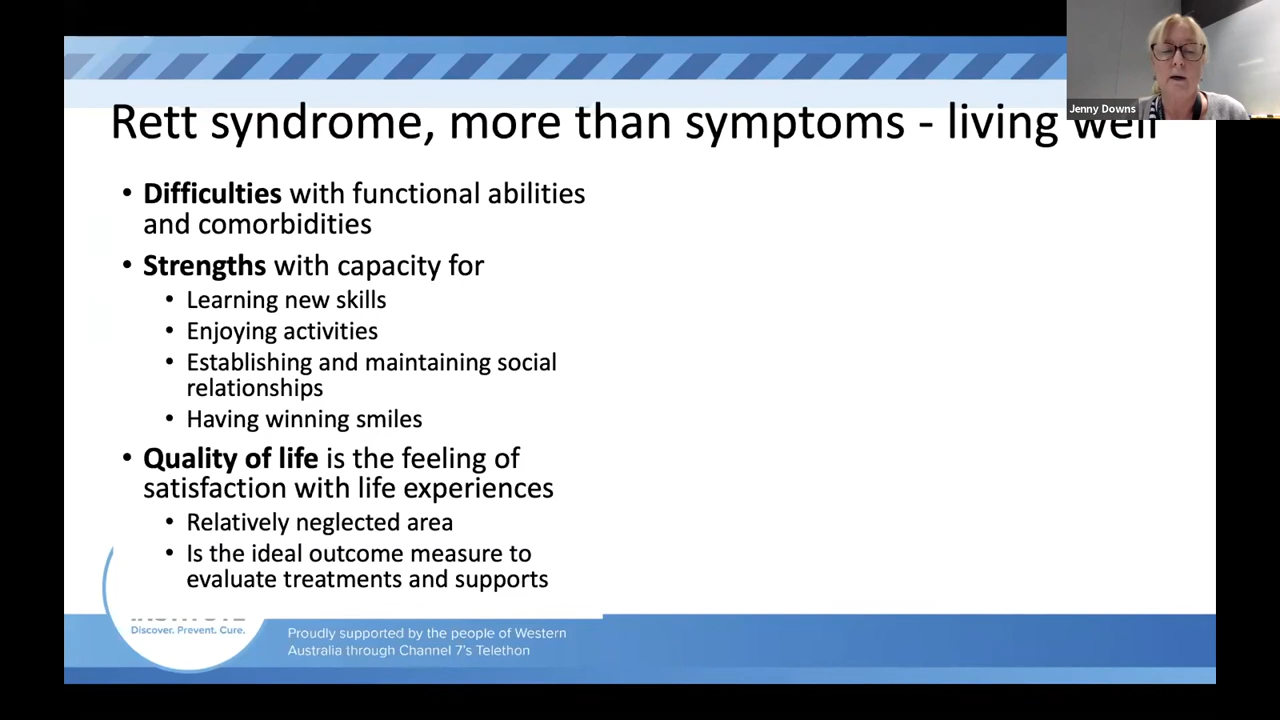 Jenny Downs
Rett syndrome, more than symptoms - living well
• Difficulties with functional abilities
and comorbidities
• Strengths with capacity for
• Learning new skills
• Enjoying activities
• Establishing and maintaining social
relationships
• Having winning smiles
• Quality of life is the feeling of
satisfaction with life experiences
• Relatively neglected area
• Is the ideal outcome measure to
evaluate treatments and supports
Discover. Prevent. Cure.
Proudly supported by the people of Western
Australia through Channel 7's Telethon